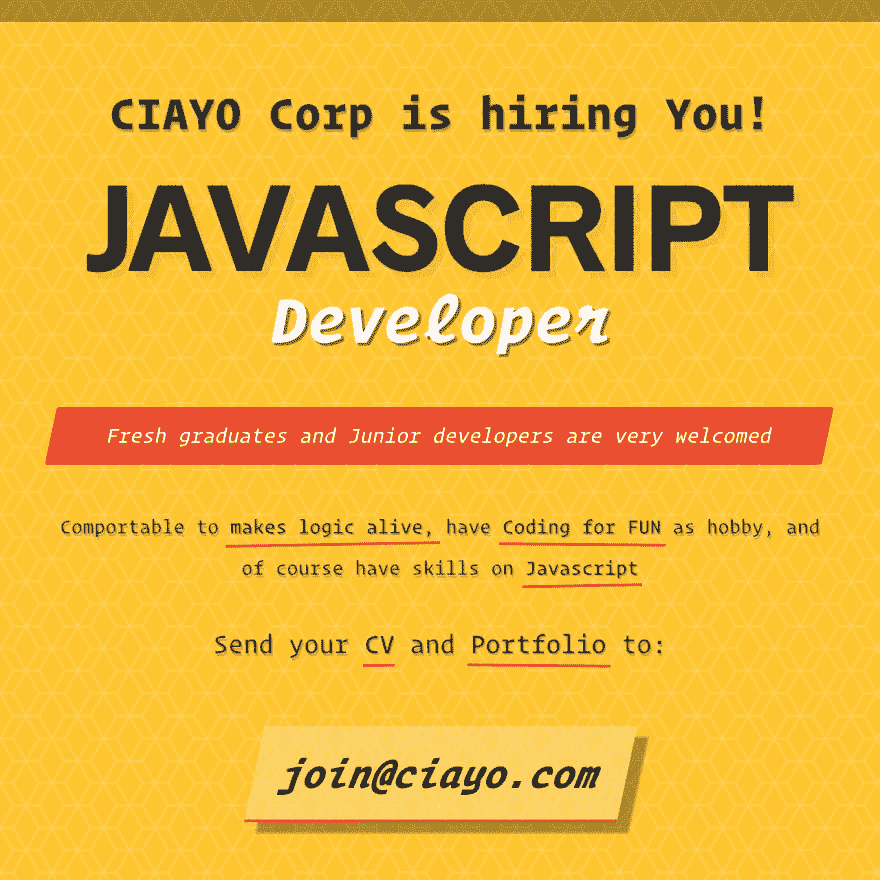 CIAYO Corp is hiring You!
JAVASCRIPT
Developer
Fresh graduates and Junior developers are very welcomed
Comportable to makes logic alive, have Coding for FUN as hobby, and
of course have skills on Javascript
Send your CV and Portfolio to:
join@ciayo.com